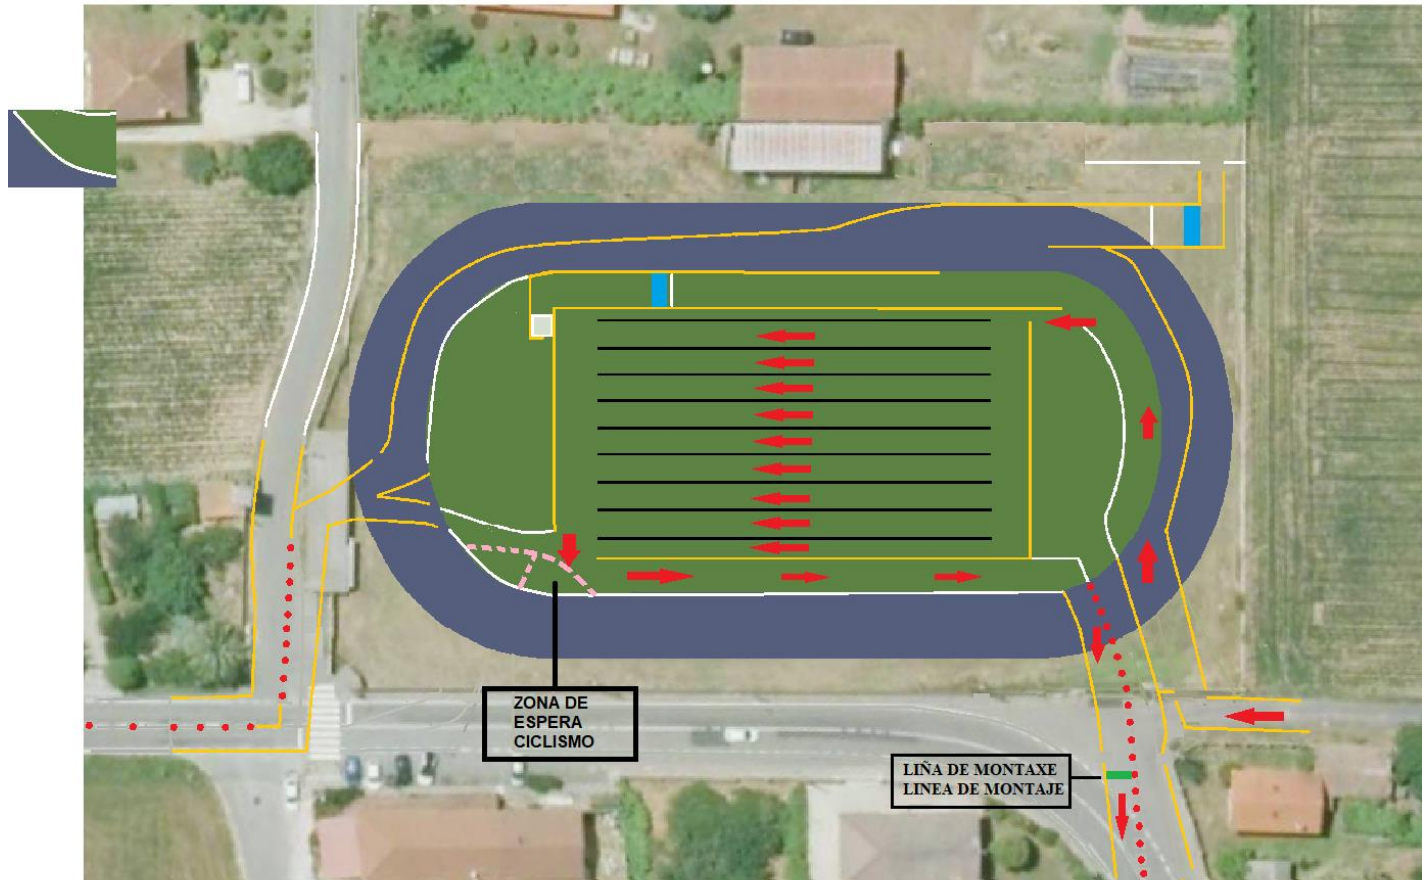 ZONA DE
ESPERA
CICLISMO
LIÑA DE MONTAXE
LINEA DE MONTAJE